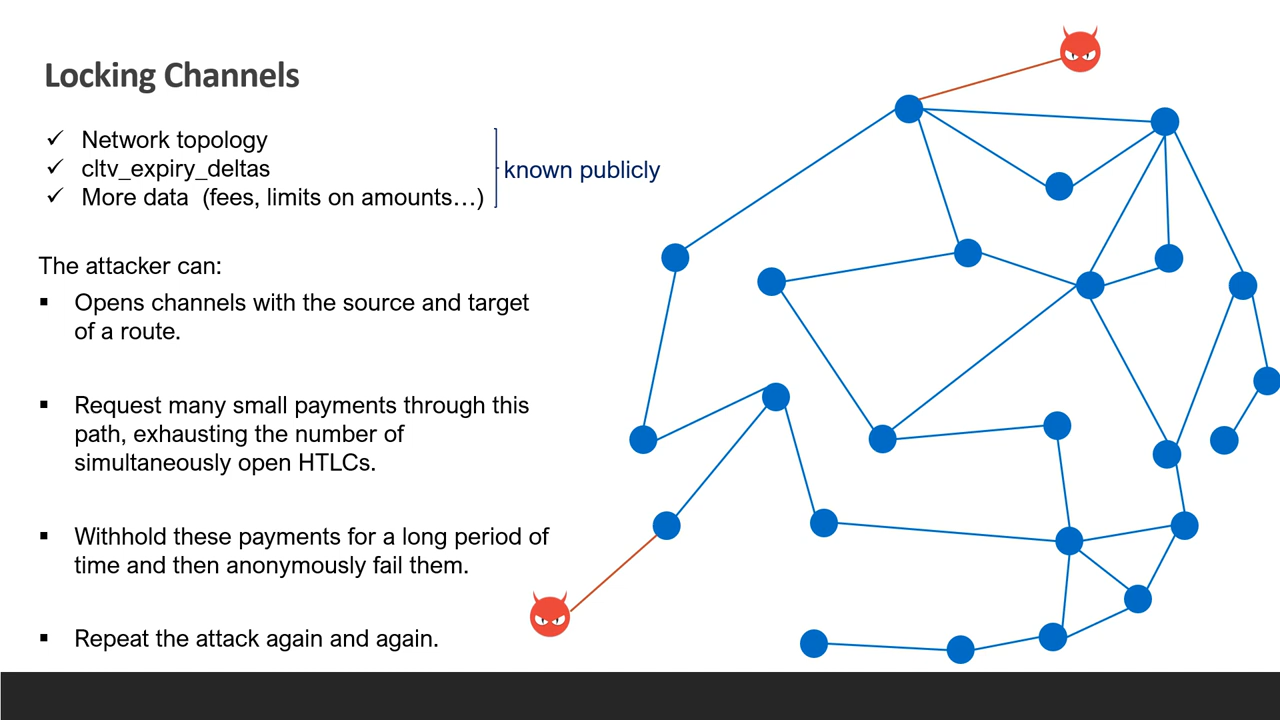 Locking Channels
✓ Network topology
✓ cltv_expiry_deltas
✓ More data (fees, limits on amounts…)
known publicly
The attacker can:
▪ Opens channels with the source and target
of a route.
▪ Request many small payments through this
path, exhausting the number of
simultaneously open HTLCs.
▪ Withhold these payments for a long period of
time and then anonymously fail them.
▪ Repeat the attack again and again.